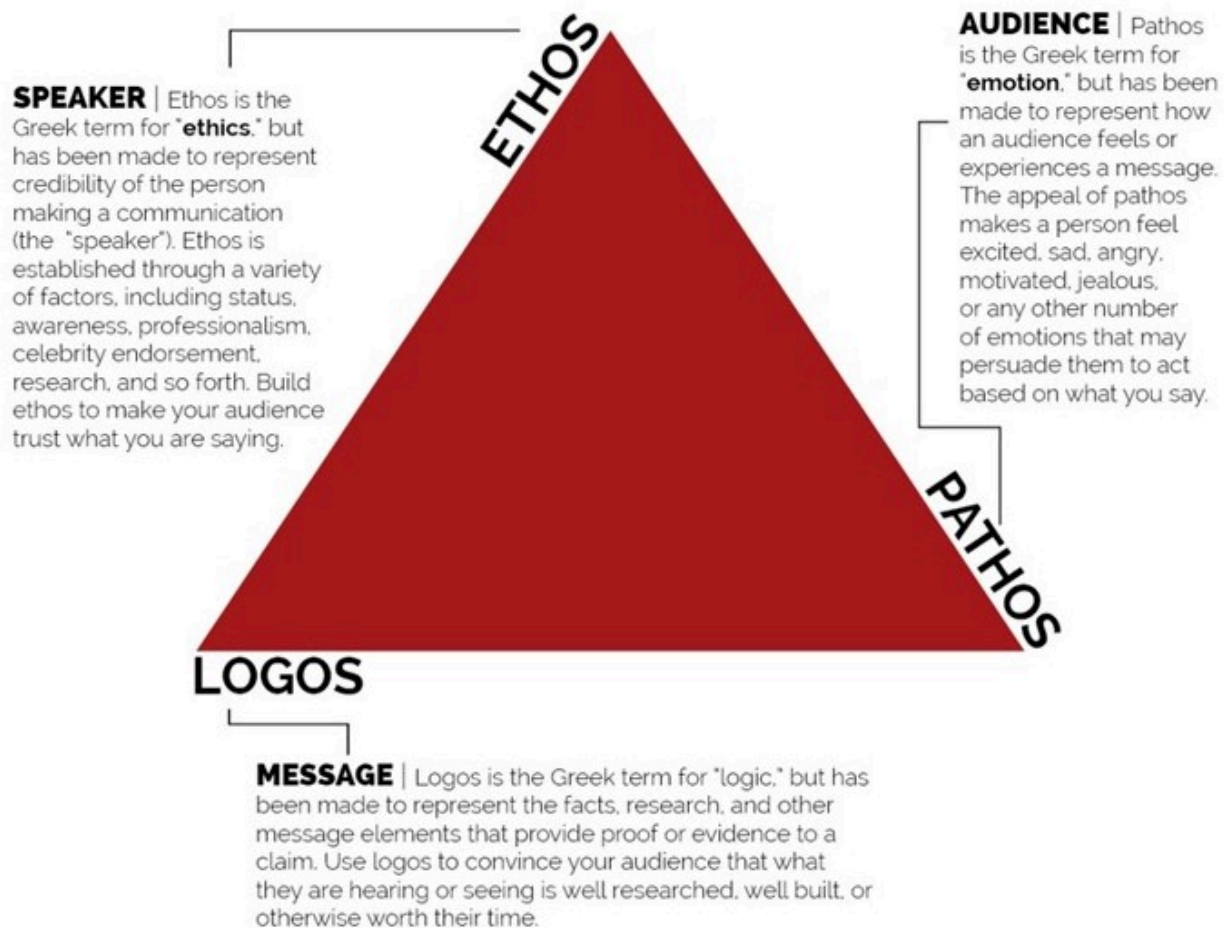 ETHOS
SPEAKER | Ethos is the
Greek term for "ethics," but
has been made to represent
credibility of the person
making a communication
(the "speaker"). Ethos is
established through a variety
of factors, including status,
awareness, professionalism,
celebrity endorsement,
research, and so forth. Build
ethos to make your audience
trust what you are saying.
AUDIENCE | Pathos
is the Greek term for
"emotion," but has been
made to represent how
an audience feels or
experiences a message.
The appeal of pathos
makes a person feel
excited, sad, angry,
motivated, jealous,
or any other number
of emotions that may
persuade them to act
based on what you say.
PATHOS
LOGOS
MESSAGE | Logos is the Greek term for "logic," but has
been made to represent the facts, research, and other
message elements that provide proof or evidence to a
claim. Use logos to convince your audience that what
they are hearing or seeing is well researched, well built, or
otherwise worth their time.